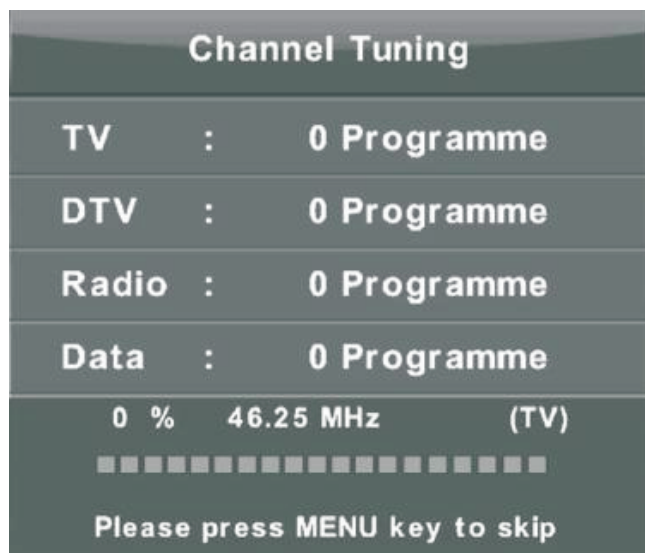 Channel Tuning
TV : 0 Programme
DTV : 0 Programme
Radio : 0 Programme
Data : 0 Programme
0 % 46.25 MHz (TV)
Please press MENU key to skip